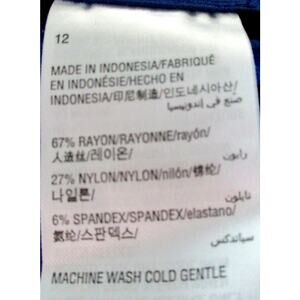 12
MADE IN INDONESIA/FABRIQUÉ
EN INDONÉSIE/HECHO EN
INDONESIA/印尼制造/인도네시아산/
صنع في إندونيسيا
67% RAYON/RAYONNE/rayón/
人造丝/레이온/
رايون
27% NYLON/NYLON/nilón/锦纶/
나일론/
نايلون
6% SPANDEX/SPANDEX/elastano/
氨纶/스판덱스/
سباندكس
MACHINE WASH COLD GENTLE